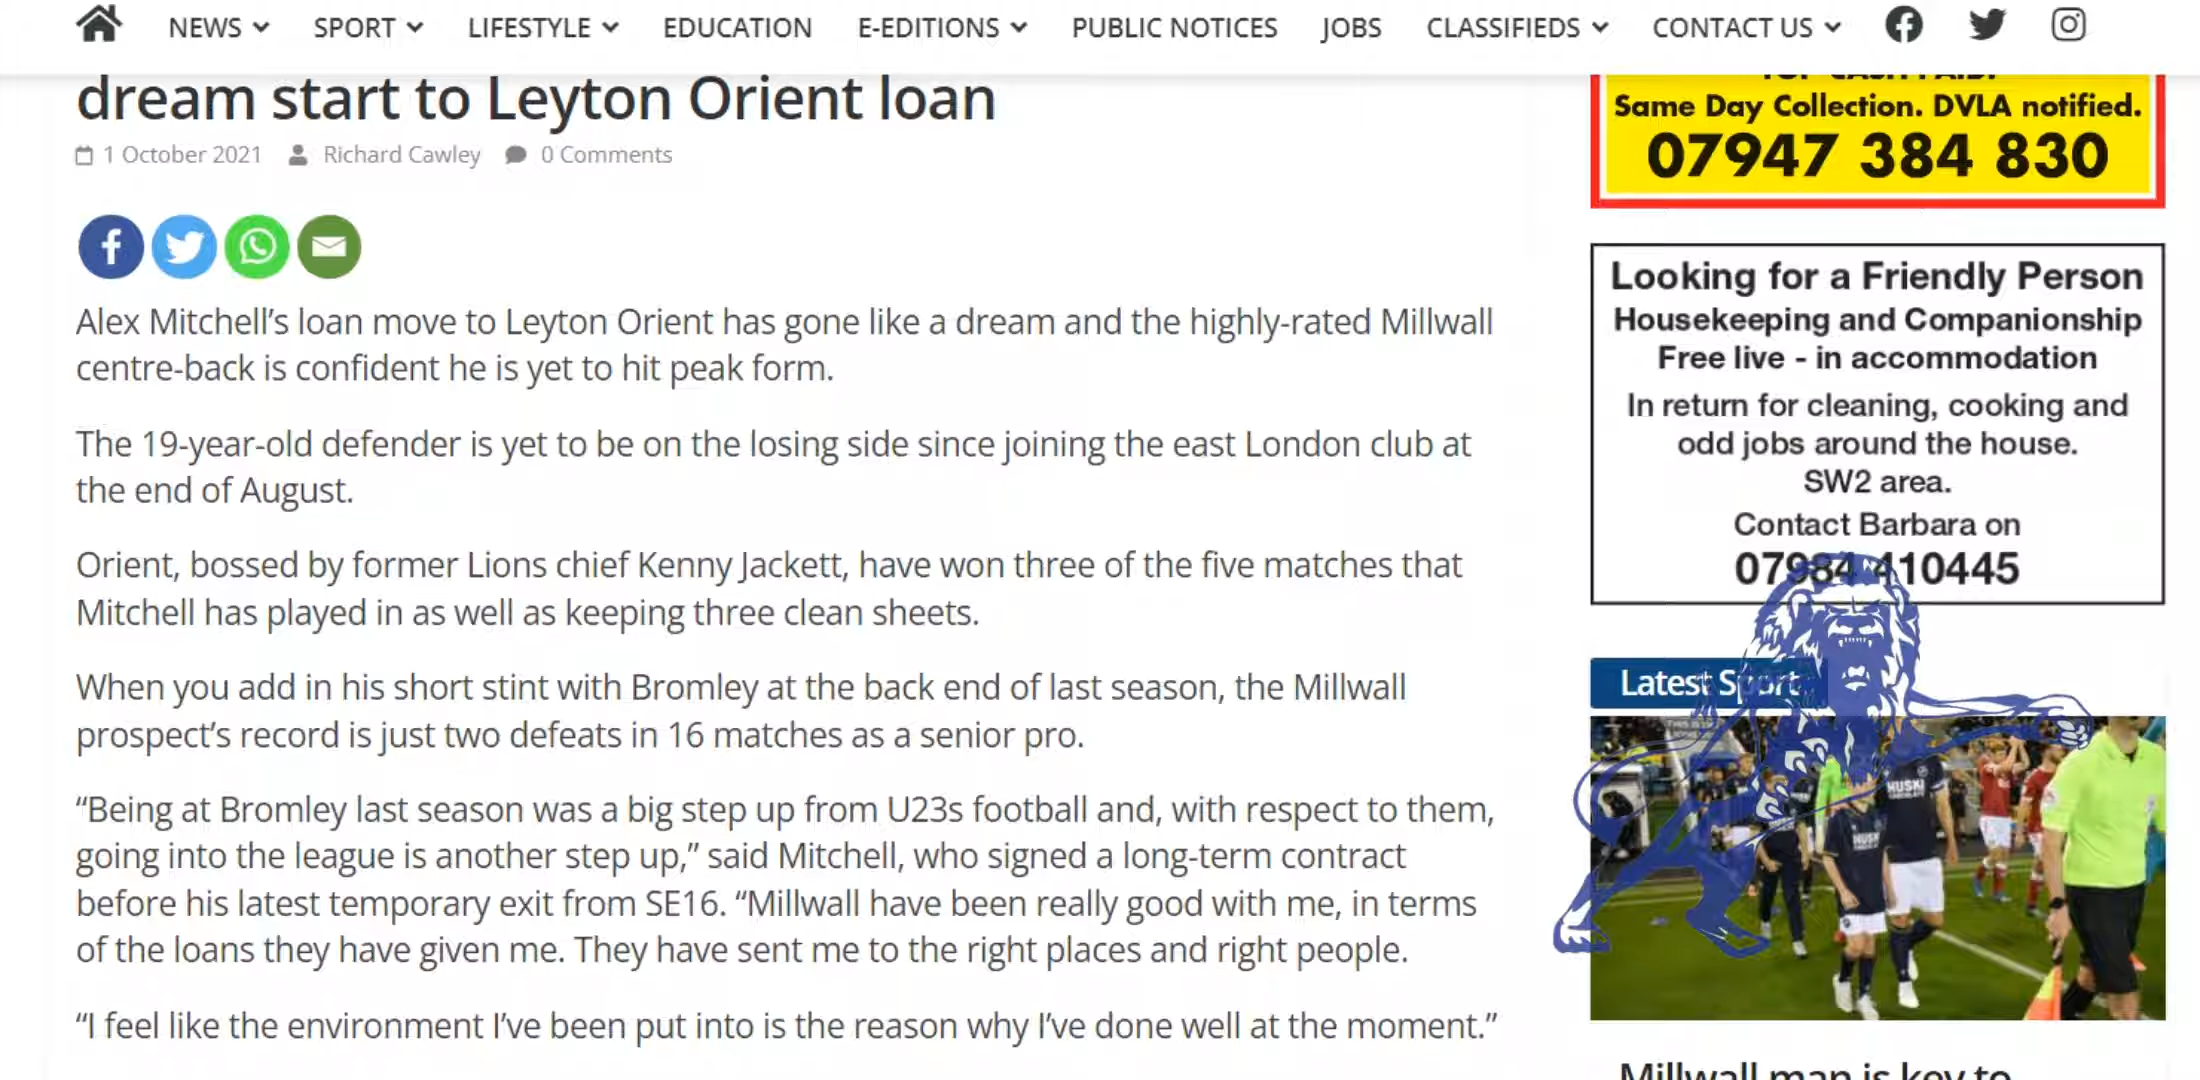 NEWS SPORT LIFESTYLE EDUCATION E-EDITIONS PUBLIC NOTICES JOBS CLASSIFIEDS CONTACT US
dream start to Leyton Orient loan
1 October 2021 Richard Cawley 0 Comments
Alex Mitchell’s loan move to Leyton Orient has gone like a dream and the highly-rated Millwall
centre-back is confident he is yet to hit peak form.
The 19-year-old defender is yet to be on the losing side since joining the east London club at
the end of August.
Orient, bossed by former Lions chief Kenny Jackett, have won three of the five matches that
Mitchell has played in as well as keeping three clean sheets.
When you add in his short stint with Bromley at the back end of last season, the Millwall
prospect’s record is just two defeats in 16 matches as a senior pro.
“Being at Bromley last season was a big step up from U23s football and, with respect to them,
going into the league is another step up,” said Mitchell, who signed a long-term contract
before his latest temporary exit from SE16. “Millwall have been really good with me, in terms
of the loans they have given me. They have sent me to the right places and right people.
“I feel like the environment I’ve been put into is the reason why I’ve done well at the moment.”
Same Day Collection. DVLA notified.
07947 384 830
Looking for a Friendly Person
Housekeeping and Companionship
Free live - in accommodation
In return for cleaning, cooking and
odd jobs around the house.
SW2 area.
Contact Barbara on
07984 410445
Latest Sport
HUSKI
HUSKI
Millwall man is key to